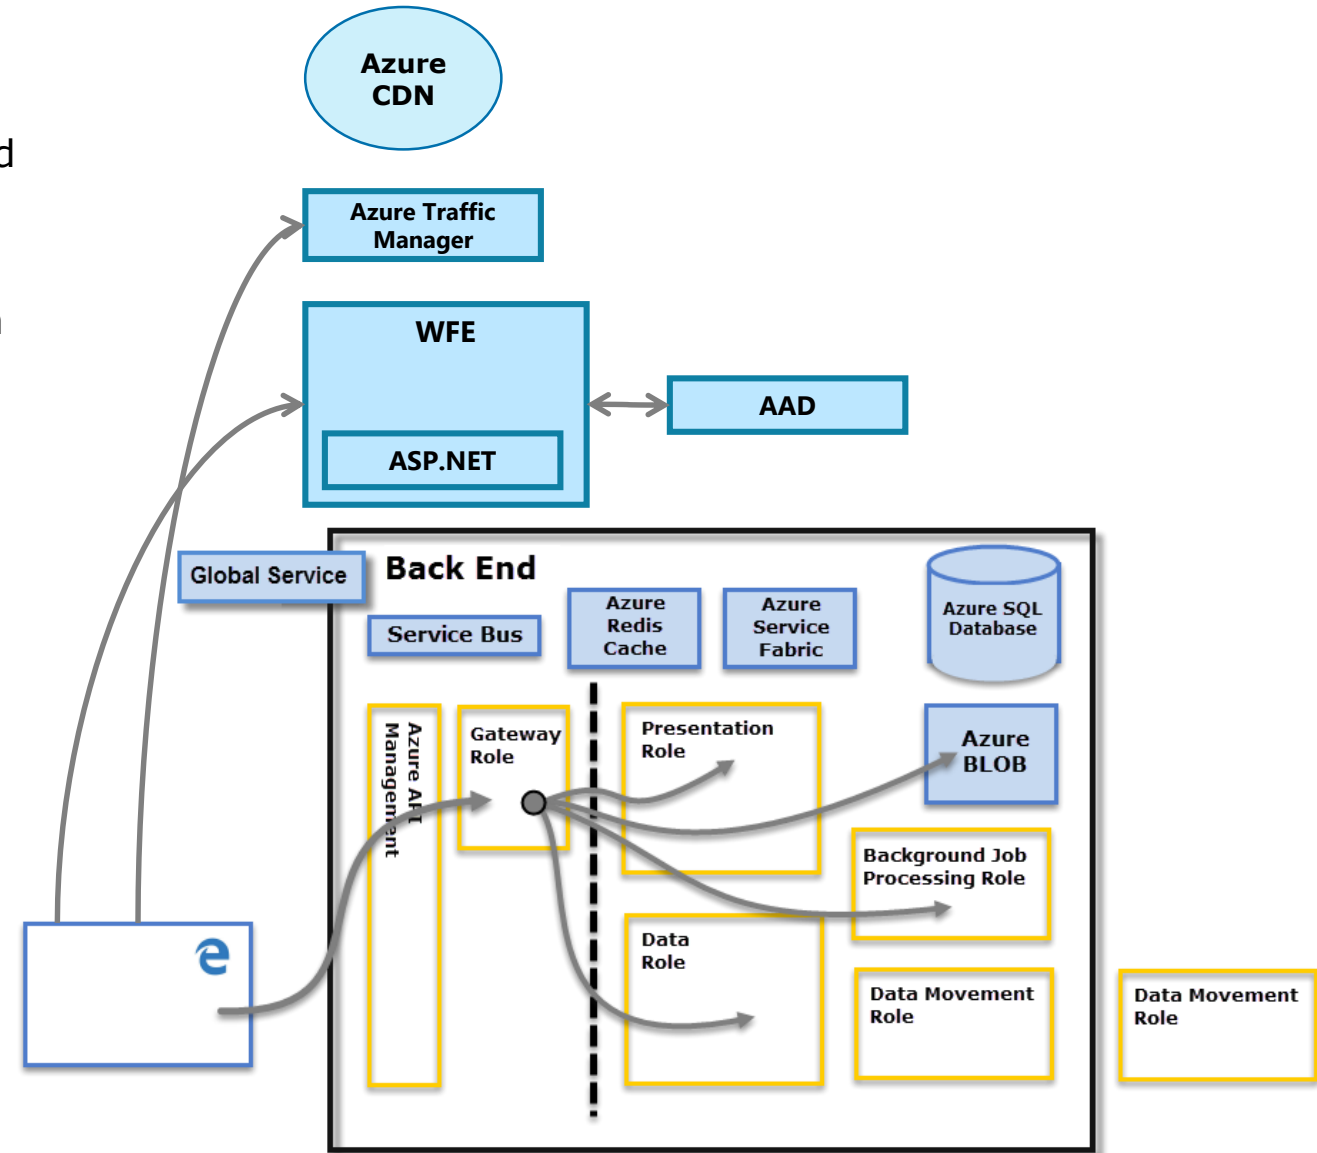 Azure
CDN
d
Azure Traffic
Manager
WFE
AAD
ASP.NET
Global Service
Back End
Service Bus
Azure
Redis
Cache
Azure
Service
Fabric
Azure SQL
Database
Azure API
Management
Gateway
Role
Presentation
Role
Azure
BLOB
Background Job
Processing Role
Data
Role
Data Movement
Role
Data Movement
Role